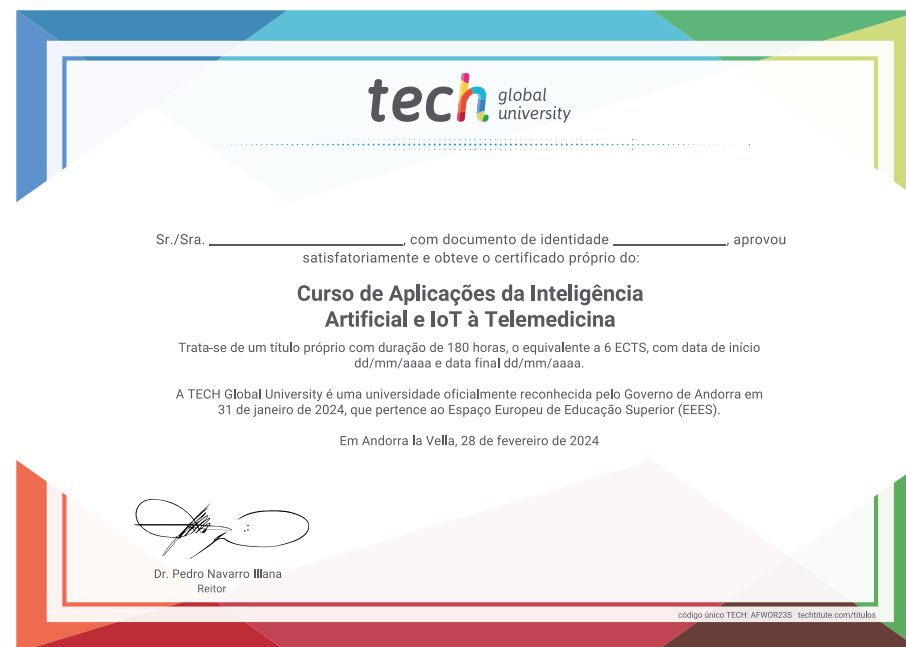 tech global university
Sr./Sra. ____________________, com documento de identidade ____________, aprovou
satisfatoriamente e obteve o certificado próprio do:
Curso de Aplicações da Inteligência
Artificial e IoT à Telemedicina
Trata-se de um título próprio com duração de 180 horas, o equivalente a 6 ECTS, com data de início
dd/mm/aaaa e data final dd/mm/aaaa.
A TECH Global University é uma universidade oficialmente reconhecida pelo Governo de Andorra em
31 de janeiro de 2024, que pertence ao Espaço Europeu de Educação Superior (EEES).
Em Andorra la Vella, 28 de fevereiro de 2024
Dr. Pedro Navarro Illana
Reitor
código único TECH: AFWOR23S techtitute.com/titulos